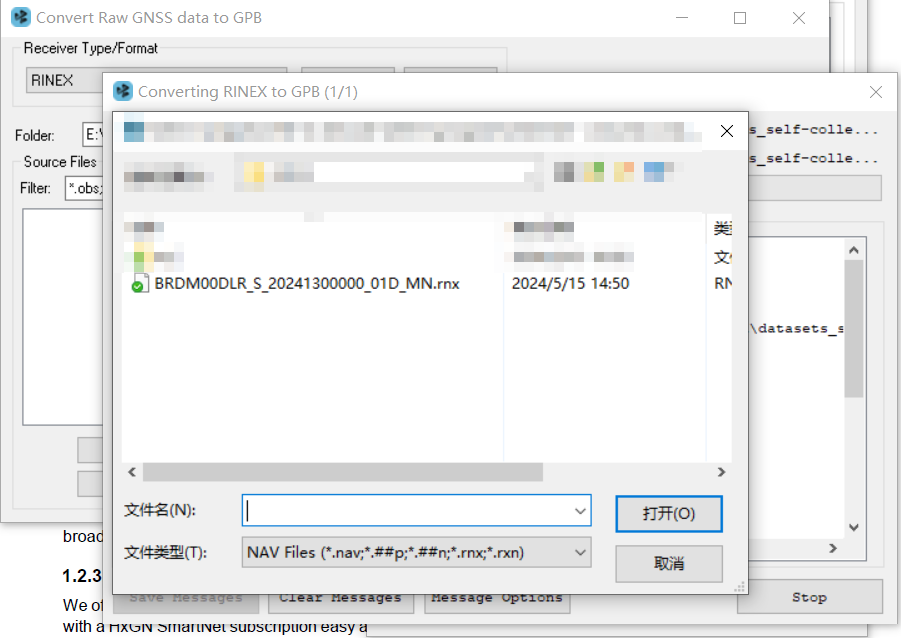 Convert Raw GNSS data to GPB
Receiver Type/Format
RINEX
Converting RINEX to GPB (1/1)
Folder:
E:\
s_self-colle...
s_self-colle...
Source Files
Filter:
*.obs;
类
文
BRDM00DLR_S_20241300000_01D_MN.rnx
2024/5/15 14:50
RN
\datasets_s
文件名(N):
打开(O)
文件类型(T):
NAV Files (*.nav;*.##p;*.##n;*.rnx;*.rxn)
取消
broad
1.2.3
We of
Save Messages
Clear Messages
Message Options
Stop
with a HxGN SmartNet subscription easy a